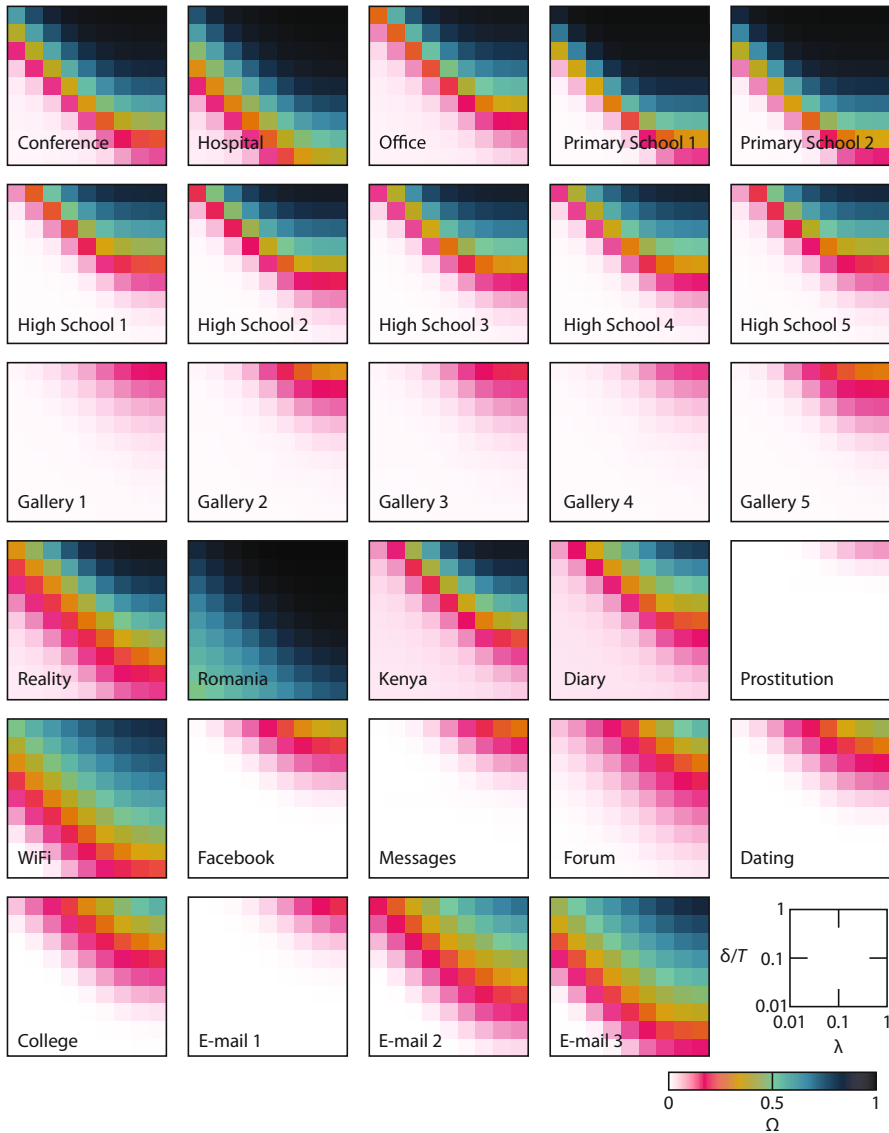 Conference Hospital Office Primary School 1 Primary School 2
High School 1 High School 2 High School 3 High School 4 High School 5
Gallery 1 Gallery 2 Gallery 3 Gallery 4 Gallery 5
Reality Romania Kenya Diary Prostitution
WiFi Facebook Messages Forum Dating
College E-mail 1 E-mail 2 E-mail 3
1
δ/T 0.1
0.01
0.01 0.1 1
λ
0 0.5 1
Ω